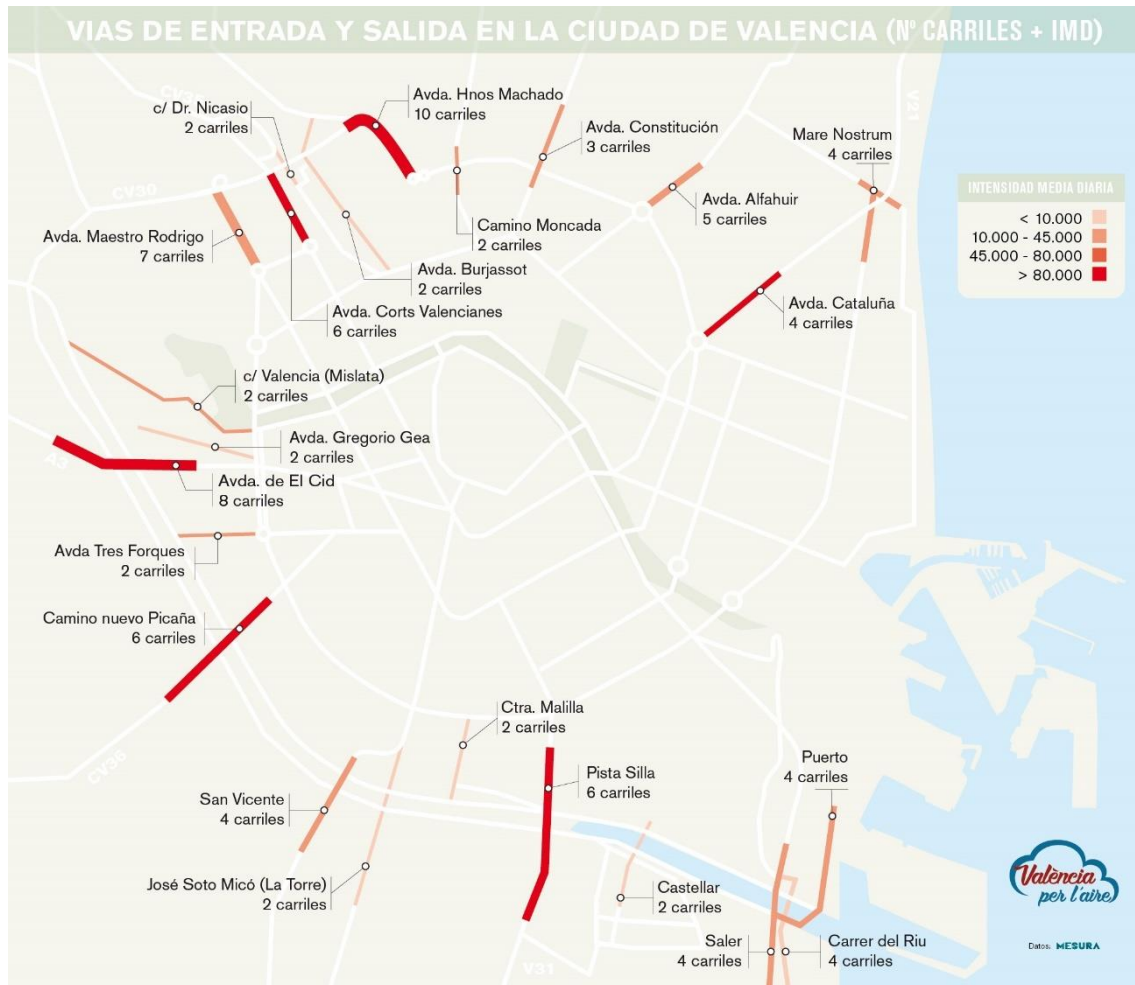 VIAS DE ENTRADA Y SALIDA EN LA CIUDAD DE VALENCIA (Nº CARRILES + IMD)
CV35
c/ Dr. Nicasio
2 carriles
Avda. Hnos Machado
10 carriles
Avda. Constitución
3 carriles
Mare Nostrum
4 carriles
V21
CV30
Avda. Maestro Rodrigo
7 carriles
Camino Moncada
2 carriles
Avda. Alfahuir
5 carriles
INTENSIDAD MEDIA DIARIA
< 10.000
10.000 - 45.000
45.000 - 80.000
> 80.000
Avda. Burjassot
2 carriles
Avda. Corts Valencianes
6 carriles
Avda. Cataluña
4 carriles
c/ Valencia (Mislata)
2 carriles
Avda. Gregorio Gea
2 carriles
A3
Avda. de El Cid
8 carriles
Avda Tres Forques
2 carriles
Camino nuevo Picaña
6 carriles
CV36
Ctra. Malilla
2 carriles
Pista Silla
6 carriles
Puerto
4 carriles
San Vicente
4 carriles
José Soto Micó (La Torre)
2 carriles
Castellar
2 carriles
Saler
4 carriles
Carrer del Riu
4 carriles
V31
València
per l'aire
Datos: MESURA